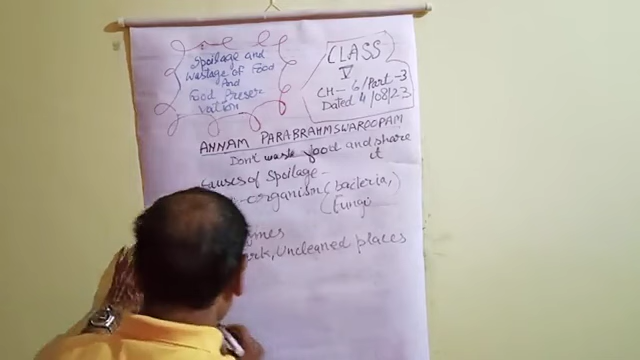 Spoilage and
Wastage of Food
And
Food Preser
vation
CLASS
V
CH- 6/Part-3
Dated 4/08/23
ANNAM PARABRAHMSWAROOPAM
Don't waste food and share
it
Causes of Spoilage -
organism (bacteria,)
(Fungi
Uncleaned places